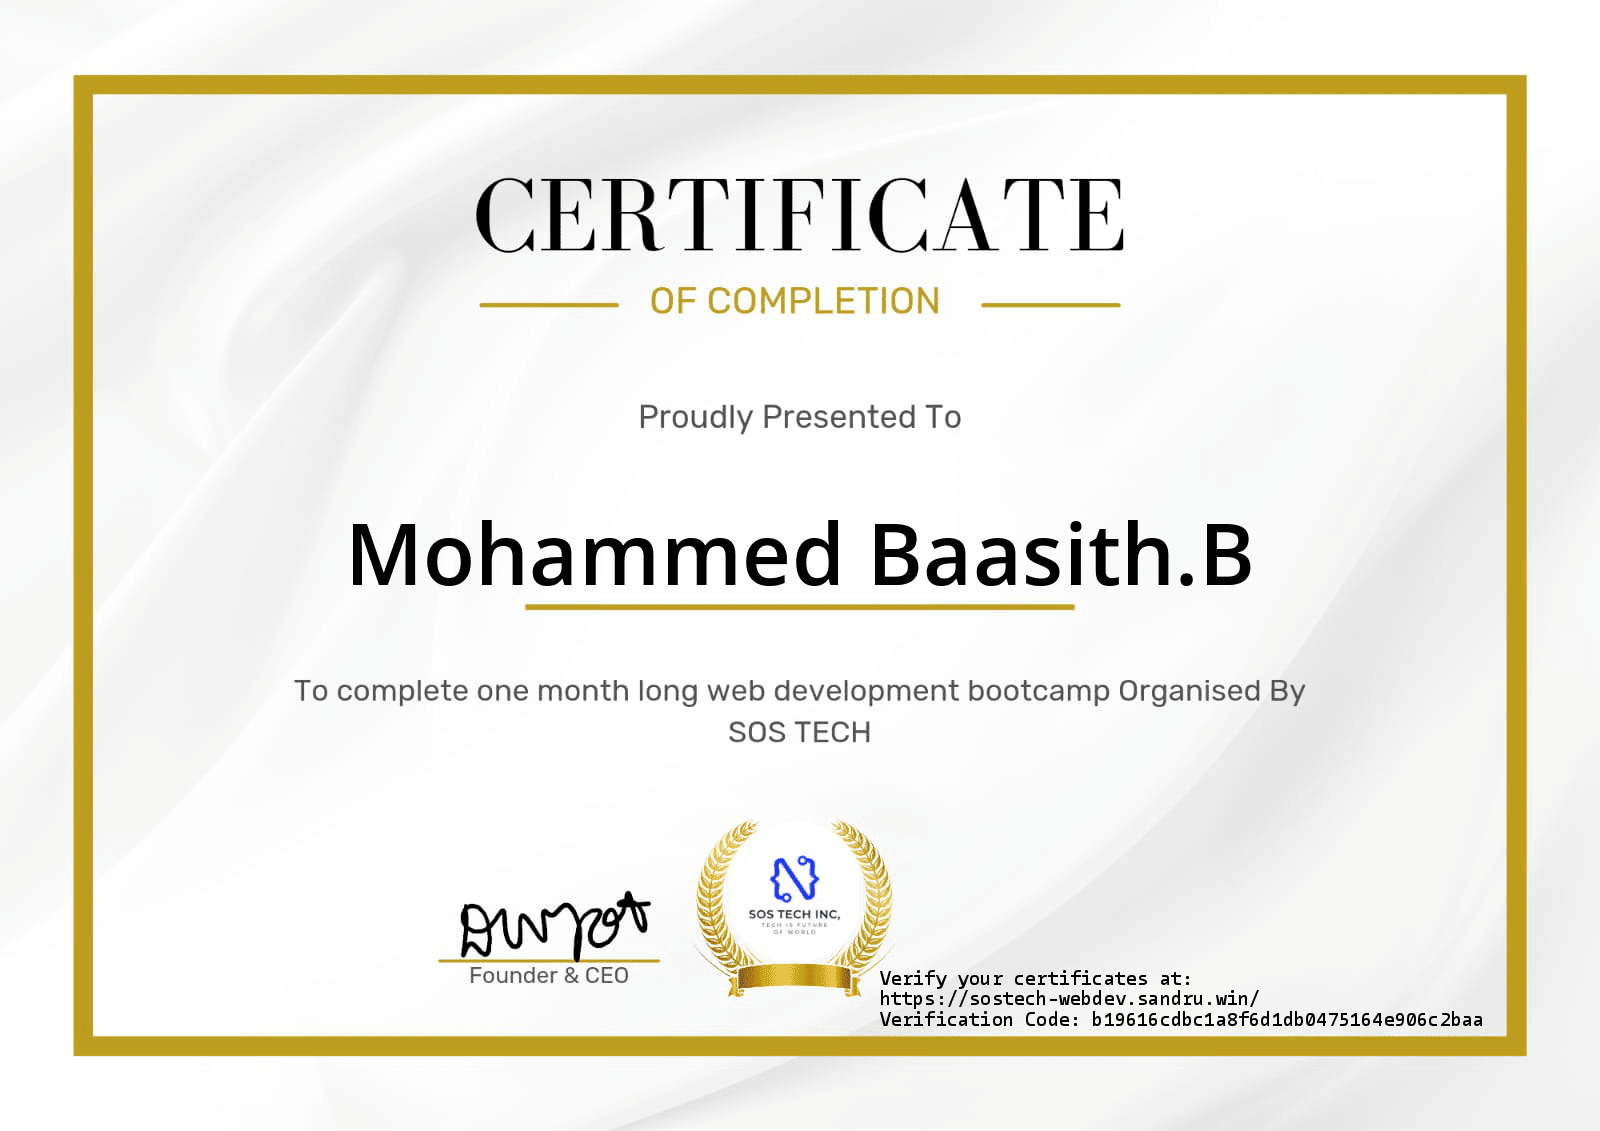 CERTIFICATE
OF COMPLETION
Proudly Presented To
Mohammed Baasith.B
To complete one month long web development bootcamp Organised By
SOS TECH
Founder & CEO
SOS TECH INC,
TECH IS FUTURE
OF WORLD
Verify your certificates at:
https://sostech-webdev.sandru.win/
Verification Code: b19616cdbc1a8f6d1db0475164e906c2baa